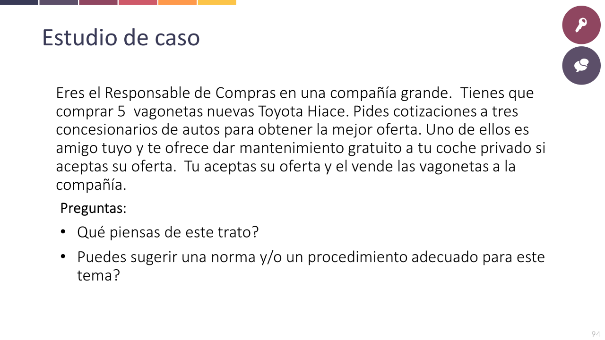 Estudio de caso
Eres el Responsable de Compras en una compañía grande.  Tienes que
comprar 5  vagonetas nuevas Toyota Hiace. Pides cotizaciones a tres
concesionarios de autos para obtener la mejor oferta. Uno de ellos es
amigo tuyo y te ofrece dar mantenimiento gratuito a tu coche privado si
aceptas su oferta.  Tu aceptas su oferta y el vende las vagonetas a la
compañía.
Preguntas:
• Qué piensas de este trato?
• Puedes sugerir una norma y/o un procedimiento adecuado para este
tema?